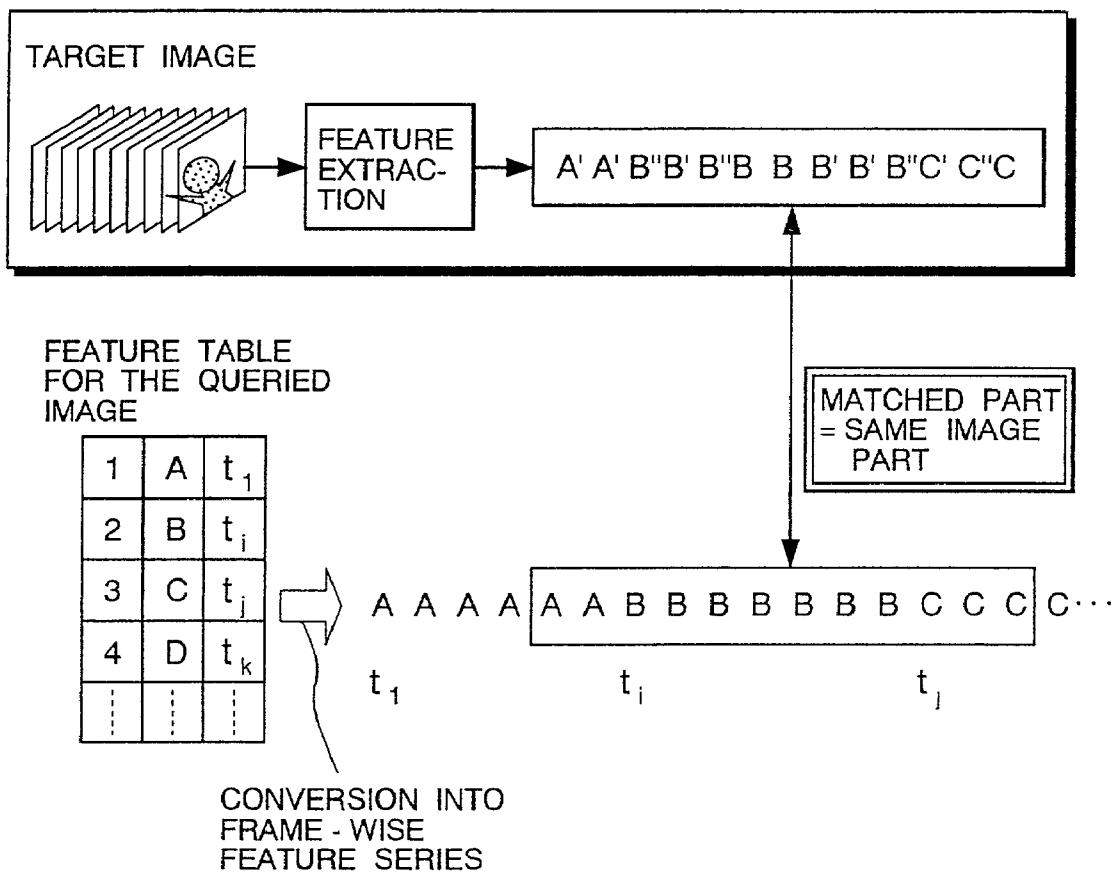 TARGET IMAGE
FEATURE
EXTRAC-
TION
A' A' B"B' B"B B B' B' B"C' C"C
FEATURE TABLE
FOR THE QUERIED
IMAGE
MATCHED PART
= SAME IMAGE
PART
1 A t1
2 B ti
3 C tj
4 D tk
A A A A A A B B B B B B B C C C C...
t1 ti tj
CONVERSION INTO
FRAME - WISE
FEATURE SERIES